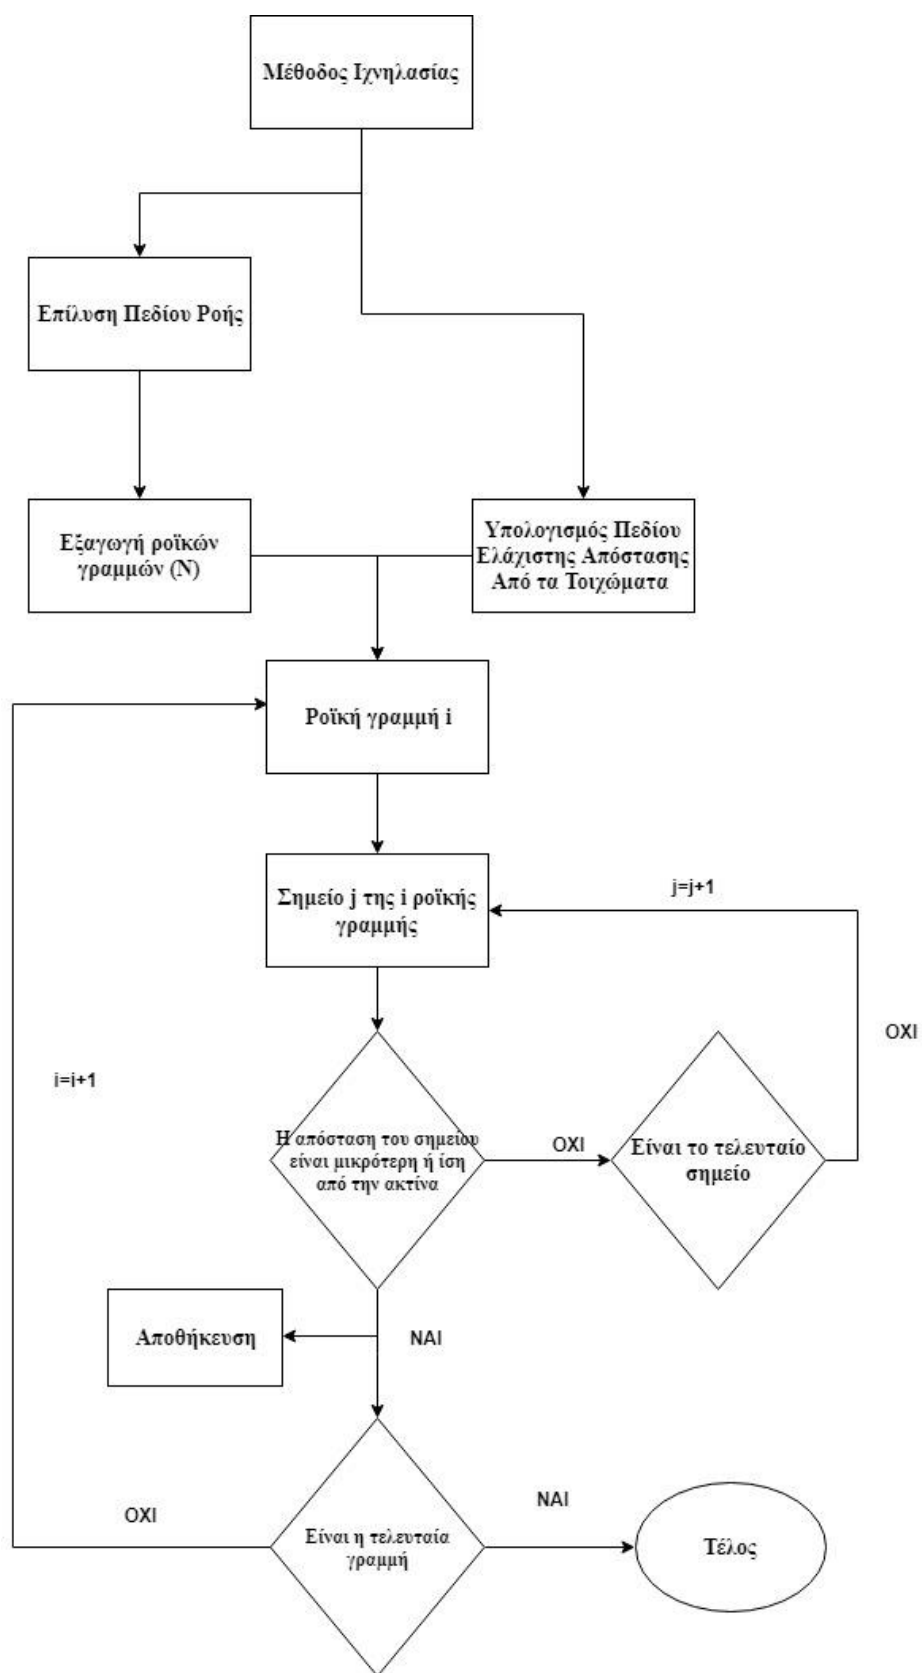 Μέθοδος Ιχνηλασίας
Επίλυση Πεδίου Ροής
Εξαγωγή ροϊκών
γραμμών (Ν)
Υπολογισμός Πεδίου
Ελάχιστης Απόστασης
Από τα Τοιχώματα
Ροϊκή γραμμή i
Σημείο j της i ροϊκής
γραμμής
j=j+1
ΟΧΙ
i=i+1
Η απόσταση του σημείου
είναι μικρότερη ή ίση
από την ακτίνα
ΟΧΙ
Είναι το τελευταίο
σημείο
Αποθήκευση
ΝΑΙ
ΟΧΙ
Είναι η τελευταία
γραμμή
ΝΑΙ
Τέλος